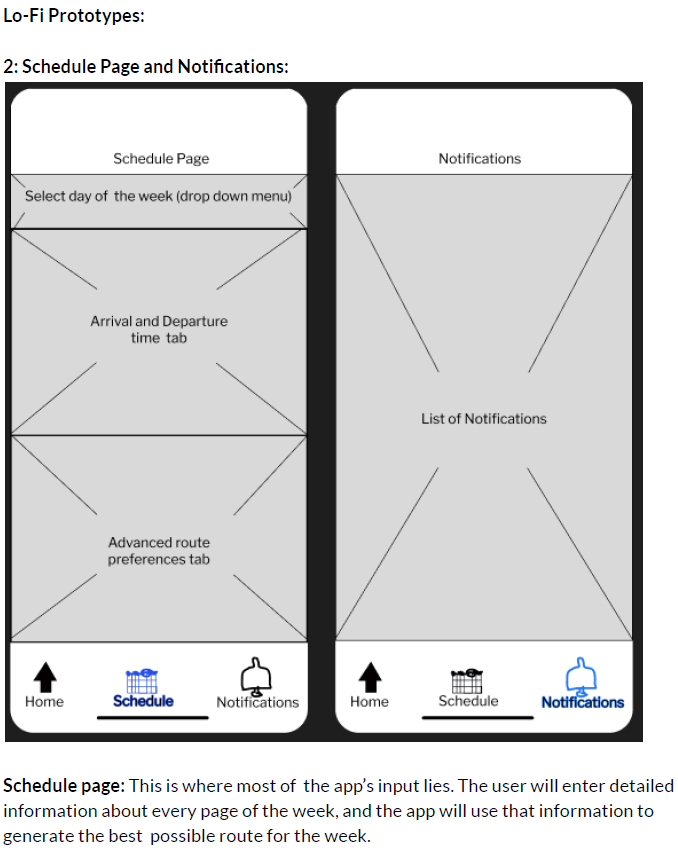 Lo-Fi Prototypes:
2: Schedule Page and Notifications:
Schedule Page
Select day of the week (drop down menu)
Arrival and Departure
time tab
Advanced route
preferences tab
Home
Schedule
Notifications
Notifications
List of Notifications
Home
Schedule
Notifications
Schedule page: This is where most of the app's input lies. The user will enter detailed
information about every page of the week, and the app will use that information to
generate the best possible route for the week.